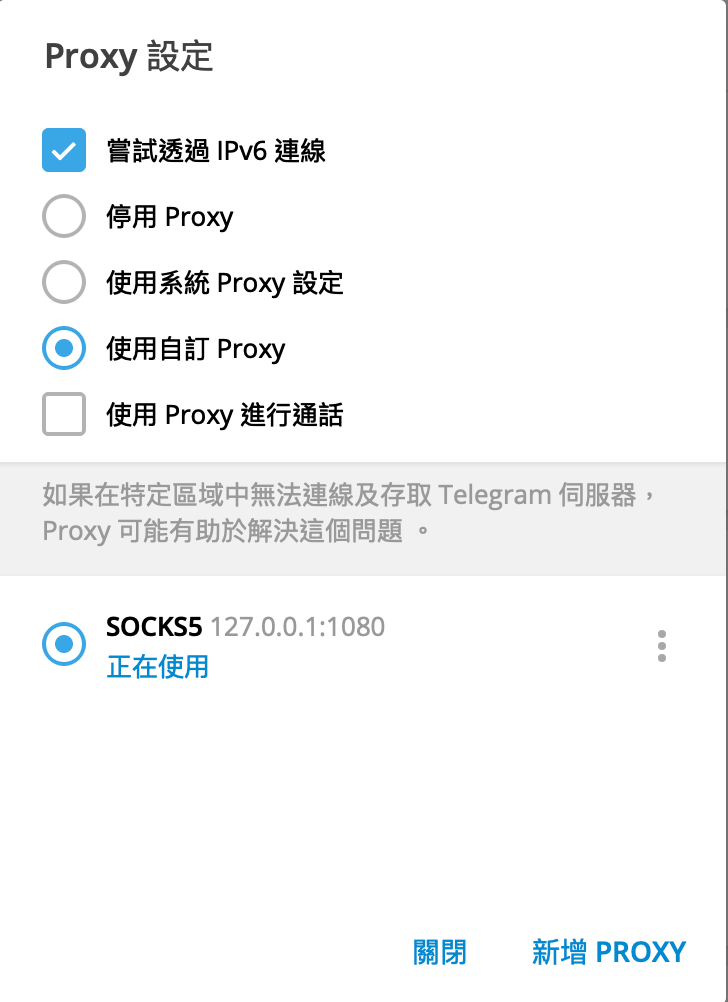 Proxy 設定
嘗試透過 IPv6 連線
停用 Proxy
使用系統 Proxy 設定
使用自訂 Proxy
使用 Proxy 進行通話
如果在特定區域中無法連線及存取 Telegram 伺服器，
Proxy 可能有助於解決這個問題 。
SOCKS5 127.0.0.1:1080
正在使用
關閉 新增 PROXY